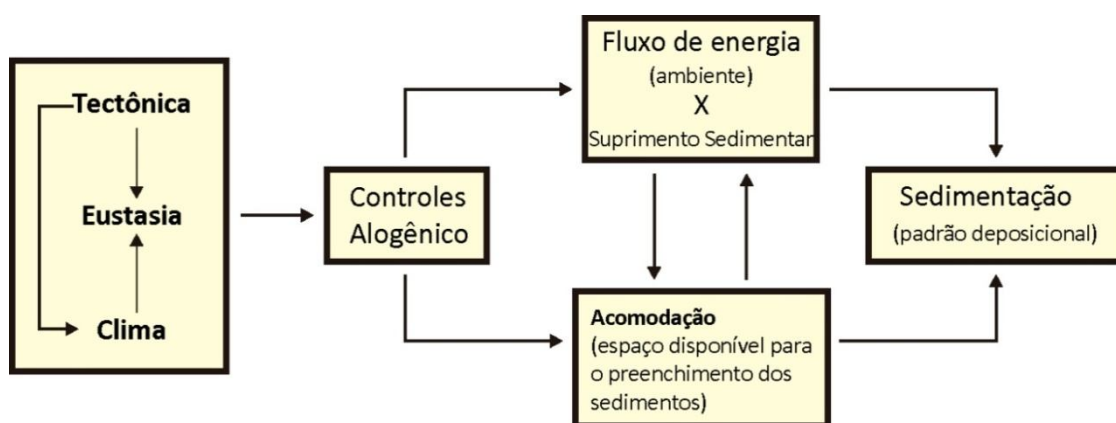 Tectônica
Eustasia
Clima
Controles
Alogênico
Fluxo de energia
(ambiente)
X
Suprimento Sedimentar
Acomodação
(espaço disponível para
o preenchimento dos
sedimentos)
Sedimentação
(padrão deposicional)